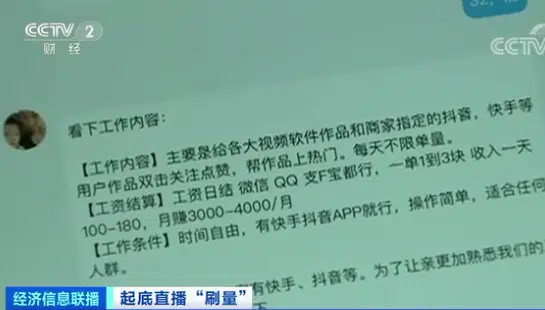 CCTV 2
财经
CCTV
看下工作内容：
【工作内容】主要是给各大视频软件作品和商家指定的抖音，快手等
用户作品双击关注点赞，帮作品上热门。每天不限单量。
【工资结算】工资日结 微信 QQ 支F宝都行，一单1到3块 收入一天
100-180，月赚3000-4000/月
【工作条件】时间自由，有快手抖音APP就行，操作简单，适合任何
人群。
有快手、抖音等。为了让亲更加熟悉我们的
下
经济信息联播
起底直播“刷量”